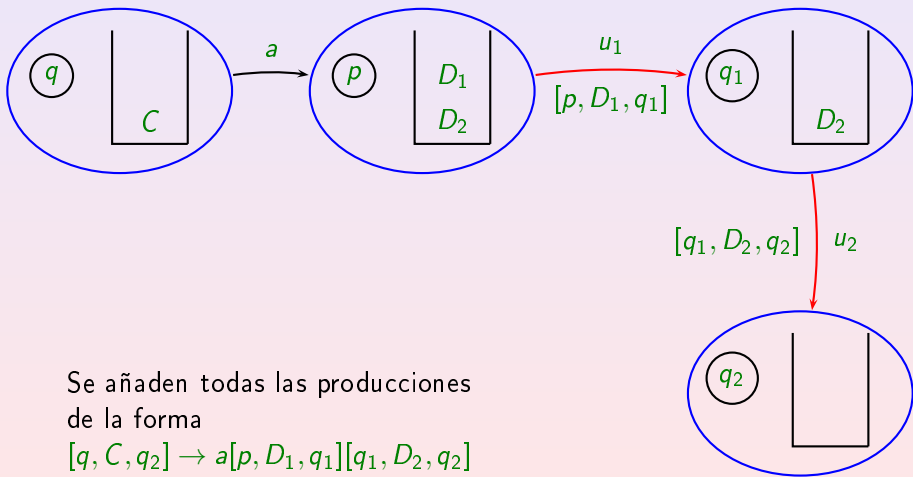 q
C
a
p
D₁
D₂
u₁
[p, D₁, q₁]
q₁
D₂
[q₁, D₂, q₂]
u₂
q₂
Se añaden todas las producciones
de la forma
[q, C, q₂] → a[p, D₁, q₁][q₁, D₂, q₂]